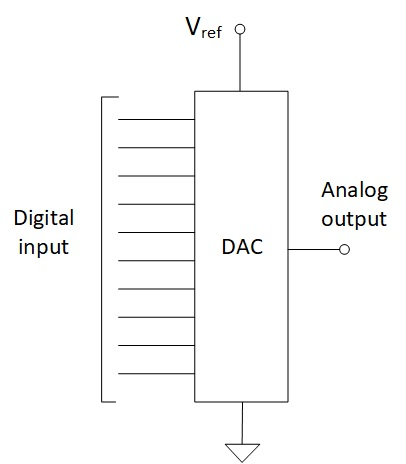 Vref
Digital
input
DAC
Analog
output